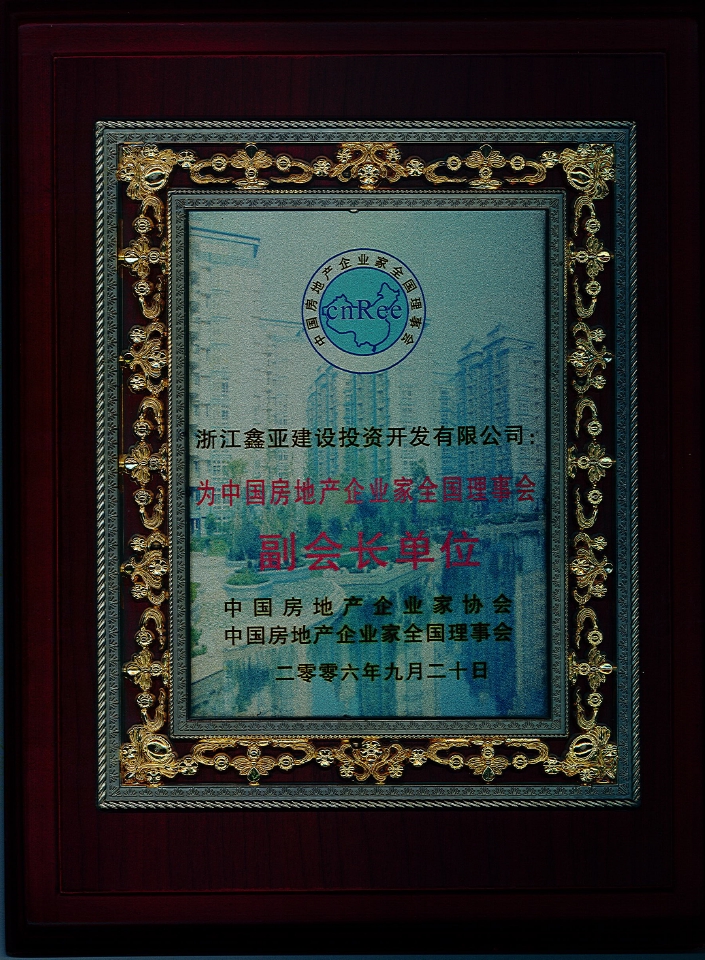 中国房地产企业家全国理事会
cnRee
浙江鑫亚建设投资开发有限公司：
为中国房地产企业家全国理事会
副会长单位
中国房地产企业家协会
中国房地产企业家全国理事会
二零零六年九月二十日